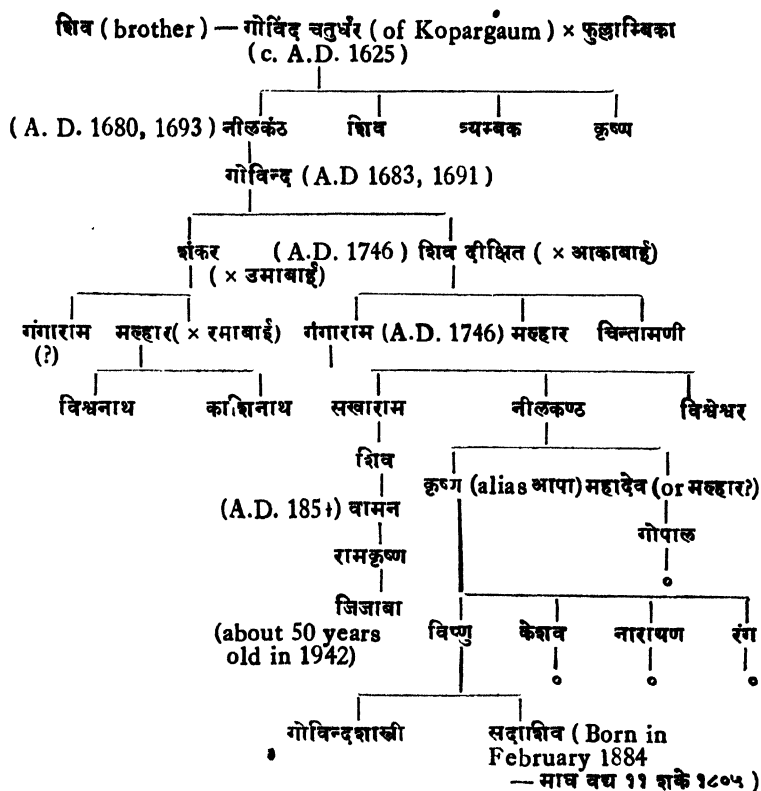 शिव (brother) — गोविंद चतुर्धर (of Kopargaum) × फुल्लाम्बिका
(c. A.D. 1625)
(A. D. 1680, 1693) नीलकंठ शिव त्र्यम्बक कृष्ण
गोविन्द (A.D 1683, 1691)
शंकर (A.D. 1746) शिव दीक्षित ( × आकाबाई)
( × उमाबाई)
गंगाराम मल्हार( × रमाबाई) गंगाराम (A.D. 1746) मल्हार चिन्तामणी
(?)
विश्वनाथ काशिनाथ सखाराम नीलकण्ठ विश्वेश्वर
शिव
कृष्ण (alias आपा) महादेव (or मल्हार?)
(A.D. 185) वामन
गोपाल
रामकृष्ण
जिजाबा
(about 50 years विष्णु केशव नारायण रंग
old in 1942)
गोविन्दशास्त्री सदाशिव ( Born in
February 1884
— माघ वद्य ११ शके १८०५ )